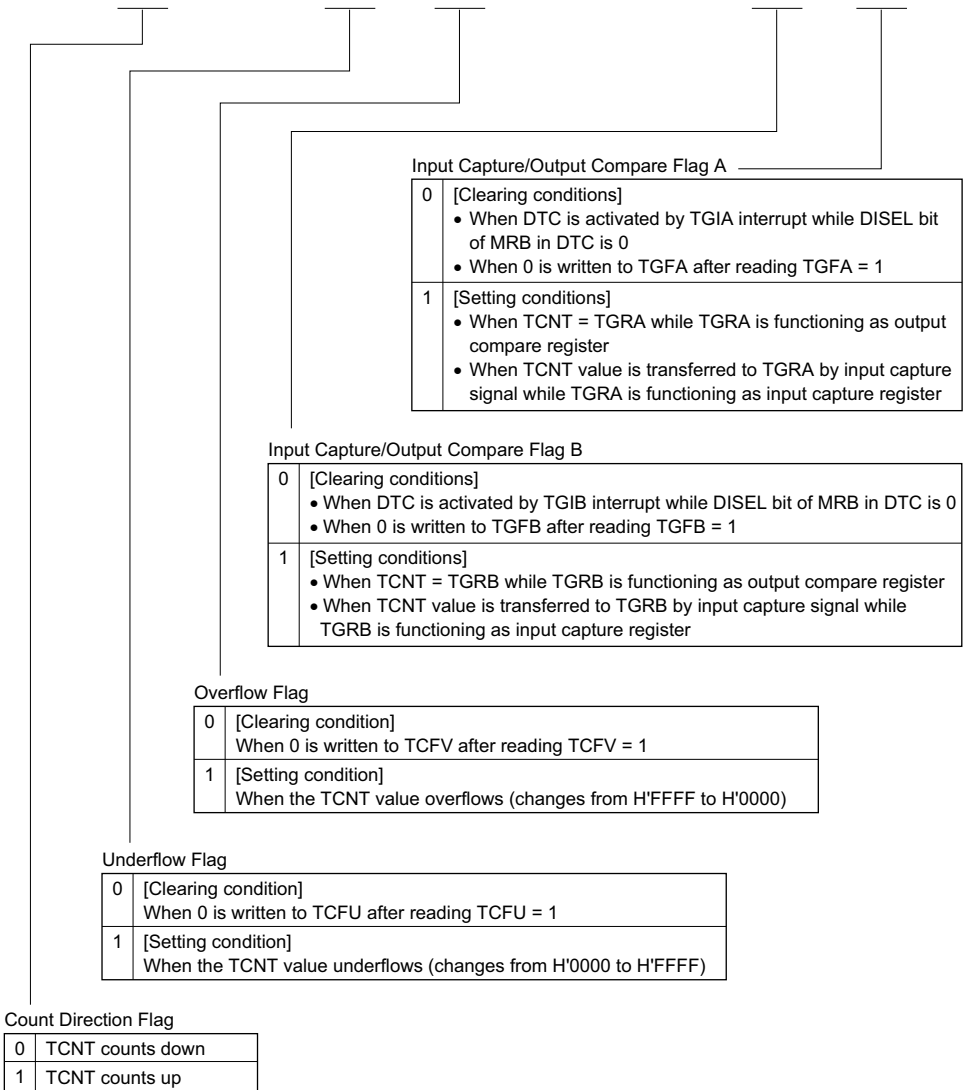 Input Capture/Output Compare Flag A
0 [Clearing conditions]
• When DTC is activated by TGIA interrupt while DISEL bit
of MRB in DTC is 0
• When 0 is written to TGFA after reading TGFA = 1
1 [Setting conditions]
• When TCNT = TGRA while TGRA is functioning as output
compare register
• When TCNT value is transferred to TGRA by input capture
signal while TGRA is functioning as input capture register
Input Capture/Output Compare Flag B
0 [Clearing conditions]
• When DTC is activated by TGIB interrupt while DISEL bit of MRB in DTC is 0
• When 0 is written to TGFB after reading TGFB = 1
1 [Setting conditions]
• When TCNT = TGRB while TGRB is functioning as output compare register
• When TCNT value is transferred to TGRB by input capture signal while
TGRB is functioning as input capture register
Overflow Flag
0 [Clearing condition]
When 0 is written to TCFV after reading TCFV = 1
1 [Setting condition]
When the TCNT value overflows (changes from H'FFFF to H'0000)
Underflow Flag
0 [Clearing condition]
When 0 is written to TCFU after reading TCFU = 1
1 [Setting condition]
When the TCNT value underflows (changes from H'0000 to H'FFFF)
Count Direction Flag
0 TCNT counts down
1 TCNT counts up